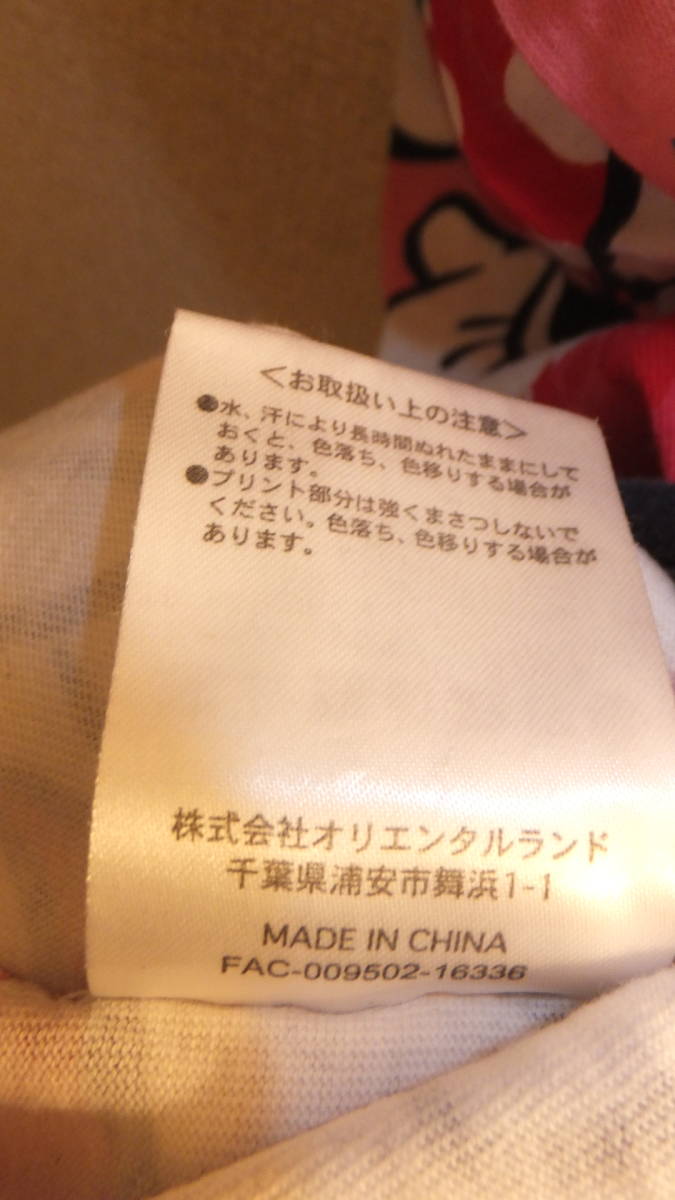 <お取扱い上の注意>
●水、汗により長時間ぬれたままにして
おくと、色落ち、色移りする場合が
あります。
●プリント部分は強くまさつしないで
ください。色落ち、色移りする場合が
あります。
株式会社オリエンタルランド
千葉県浦安市舞浜1-1
MADE IN CHINA
FAC-009502-16336